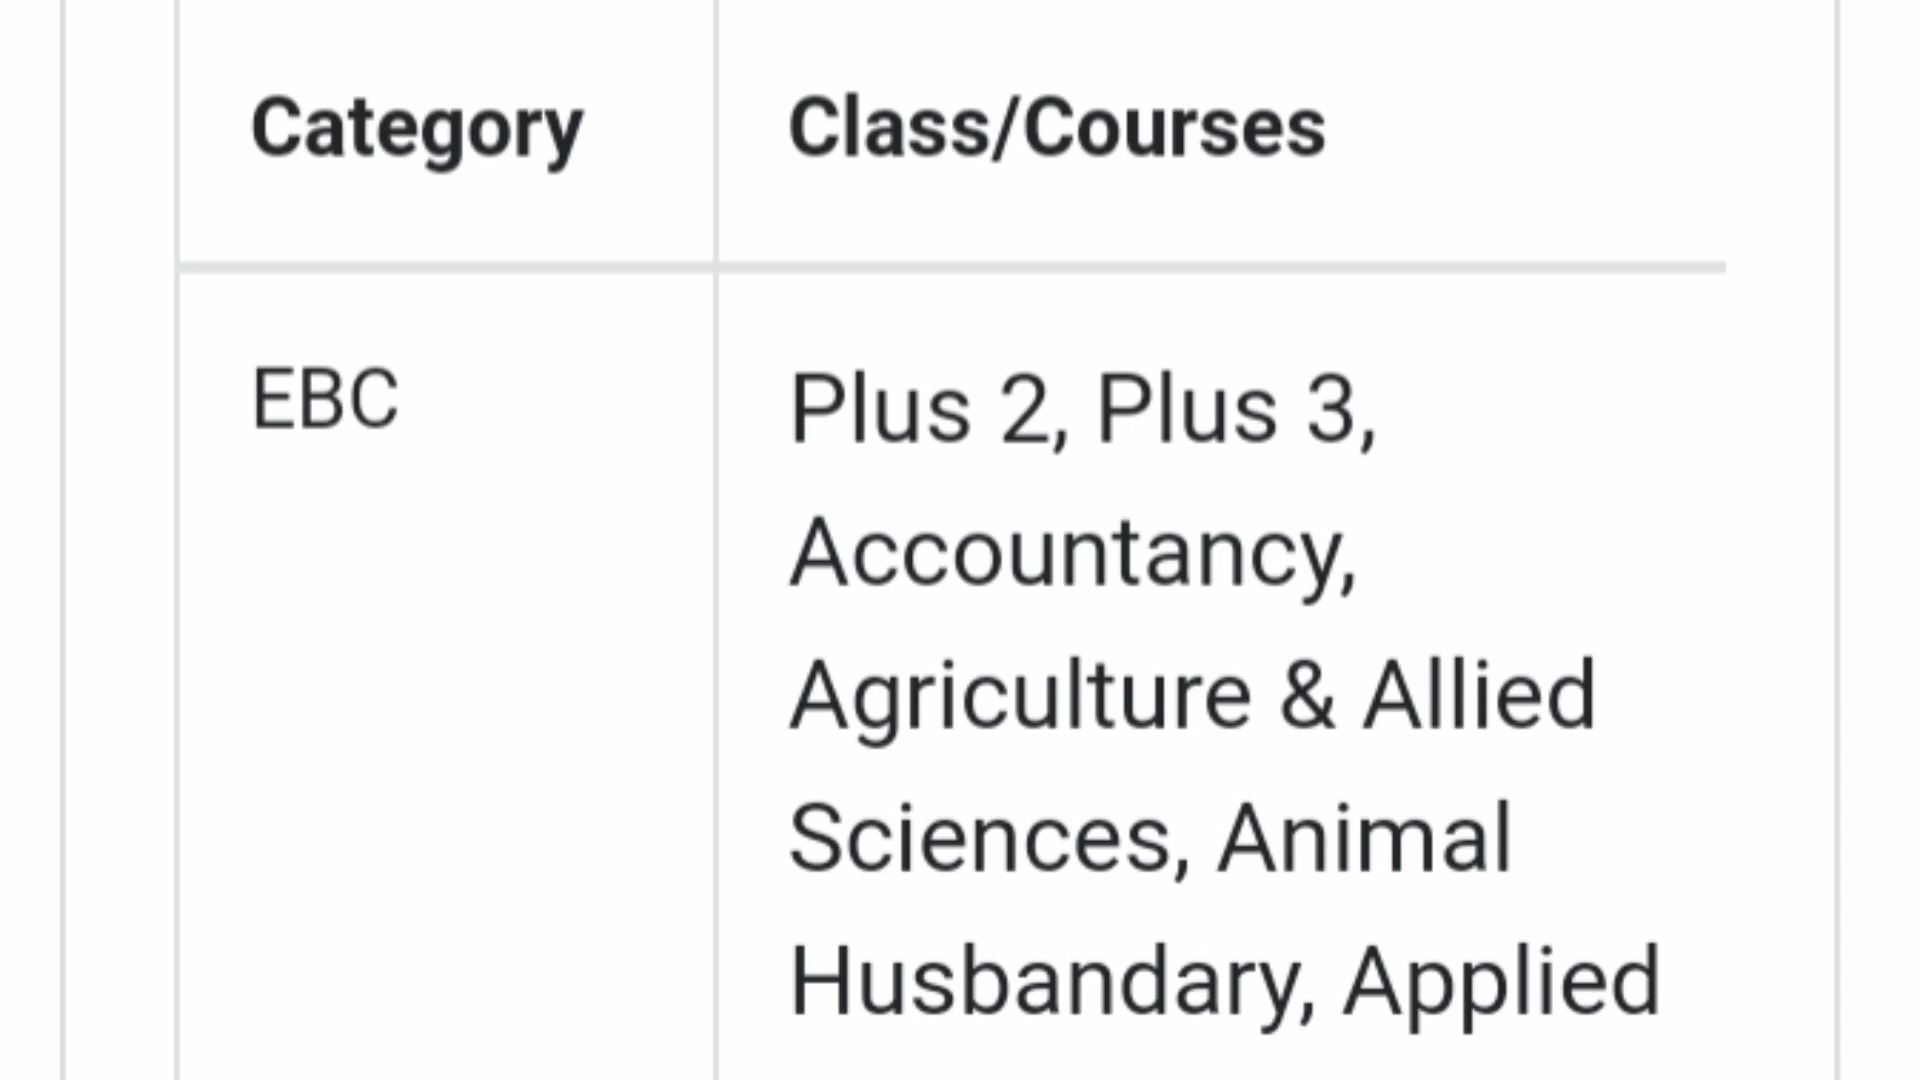 Category Class/Courses
EBC Plus 2, Plus 3,
Accountancy,
Agriculture & Allied
Sciences, Animal
Husbandary, Applied